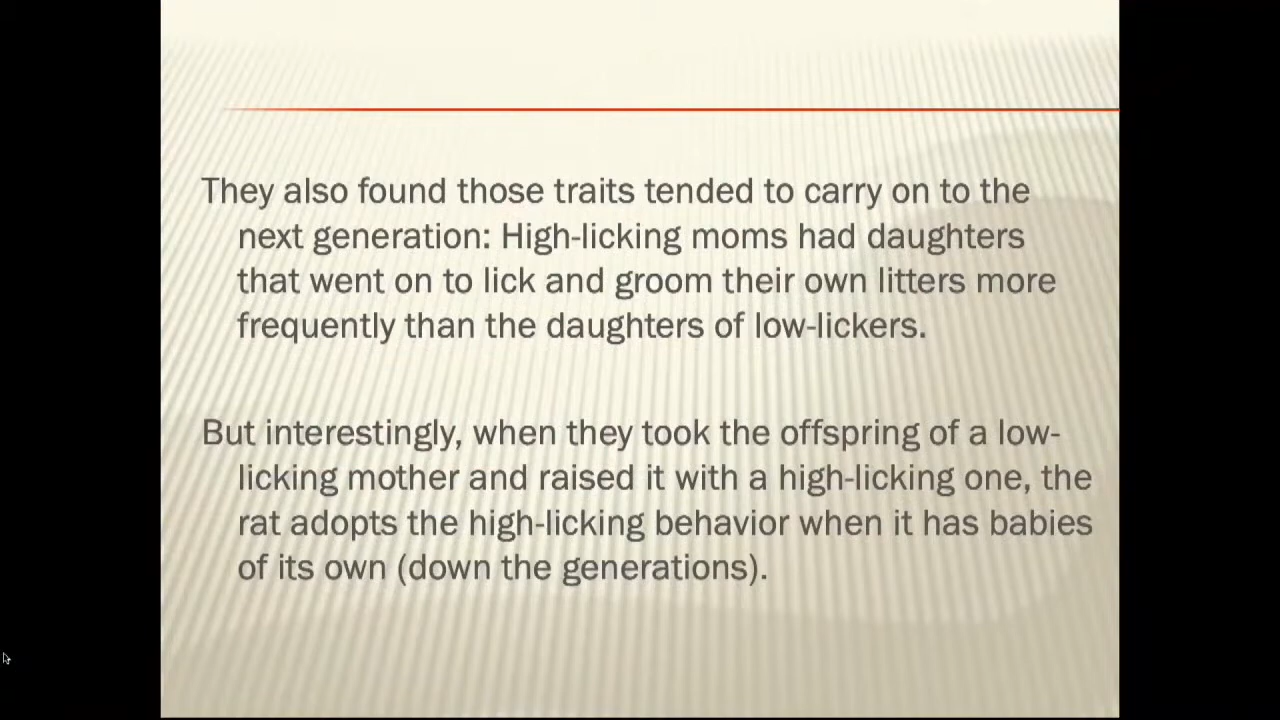 They also found those traits tended to carry on to the
next generation: High-licking moms had daughters
that went on to lick and groom their own litters more
frequently than the daughters of low-lickers.
But interestingly, when they took the offspring of a low-
licking mother and raised it with a high-licking one, the
rat adopts the high-licking behavior when it has babies
of its own (down the generations).